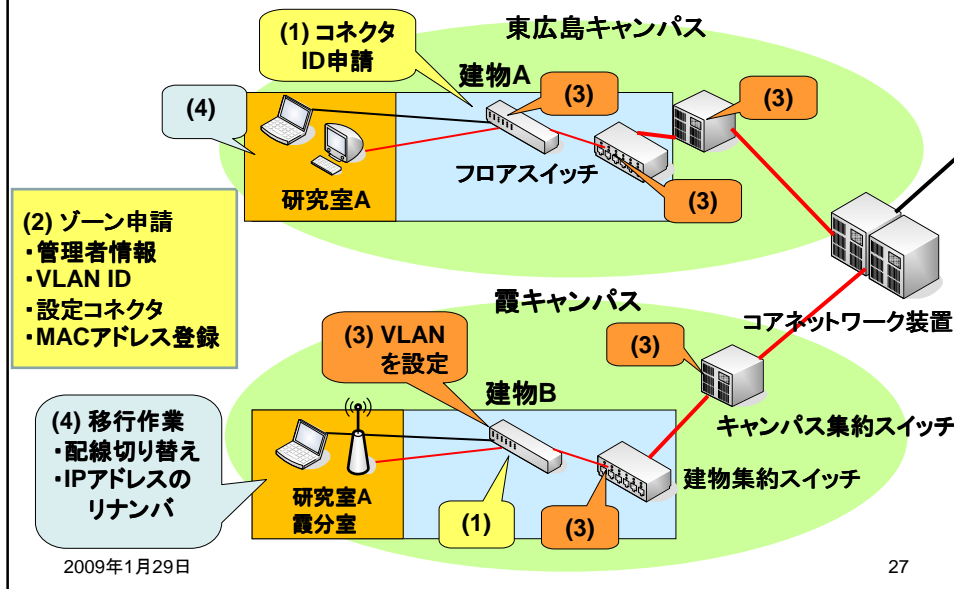 東広島キャンパス
(1) コネクタ
ID申請
建物A
(3)
(3)
(4)
フロアスイッチ
(3)
研究室A
(2) ゾーン申請
・管理者情報
・VLAN ID
・設定コネクタ
・MACアドレス登録
コアネットワーク装置
霞キャンパス
(3) VLAN
を設定
(3)
建物B
キャンパス集約スイッチ
(4) 移行作業
・配線切り替え
・IPアドレスの
リナンバ
建物集約スイッチ
研究室A
霞分室
(1)
(3)
2009年1月29日
27